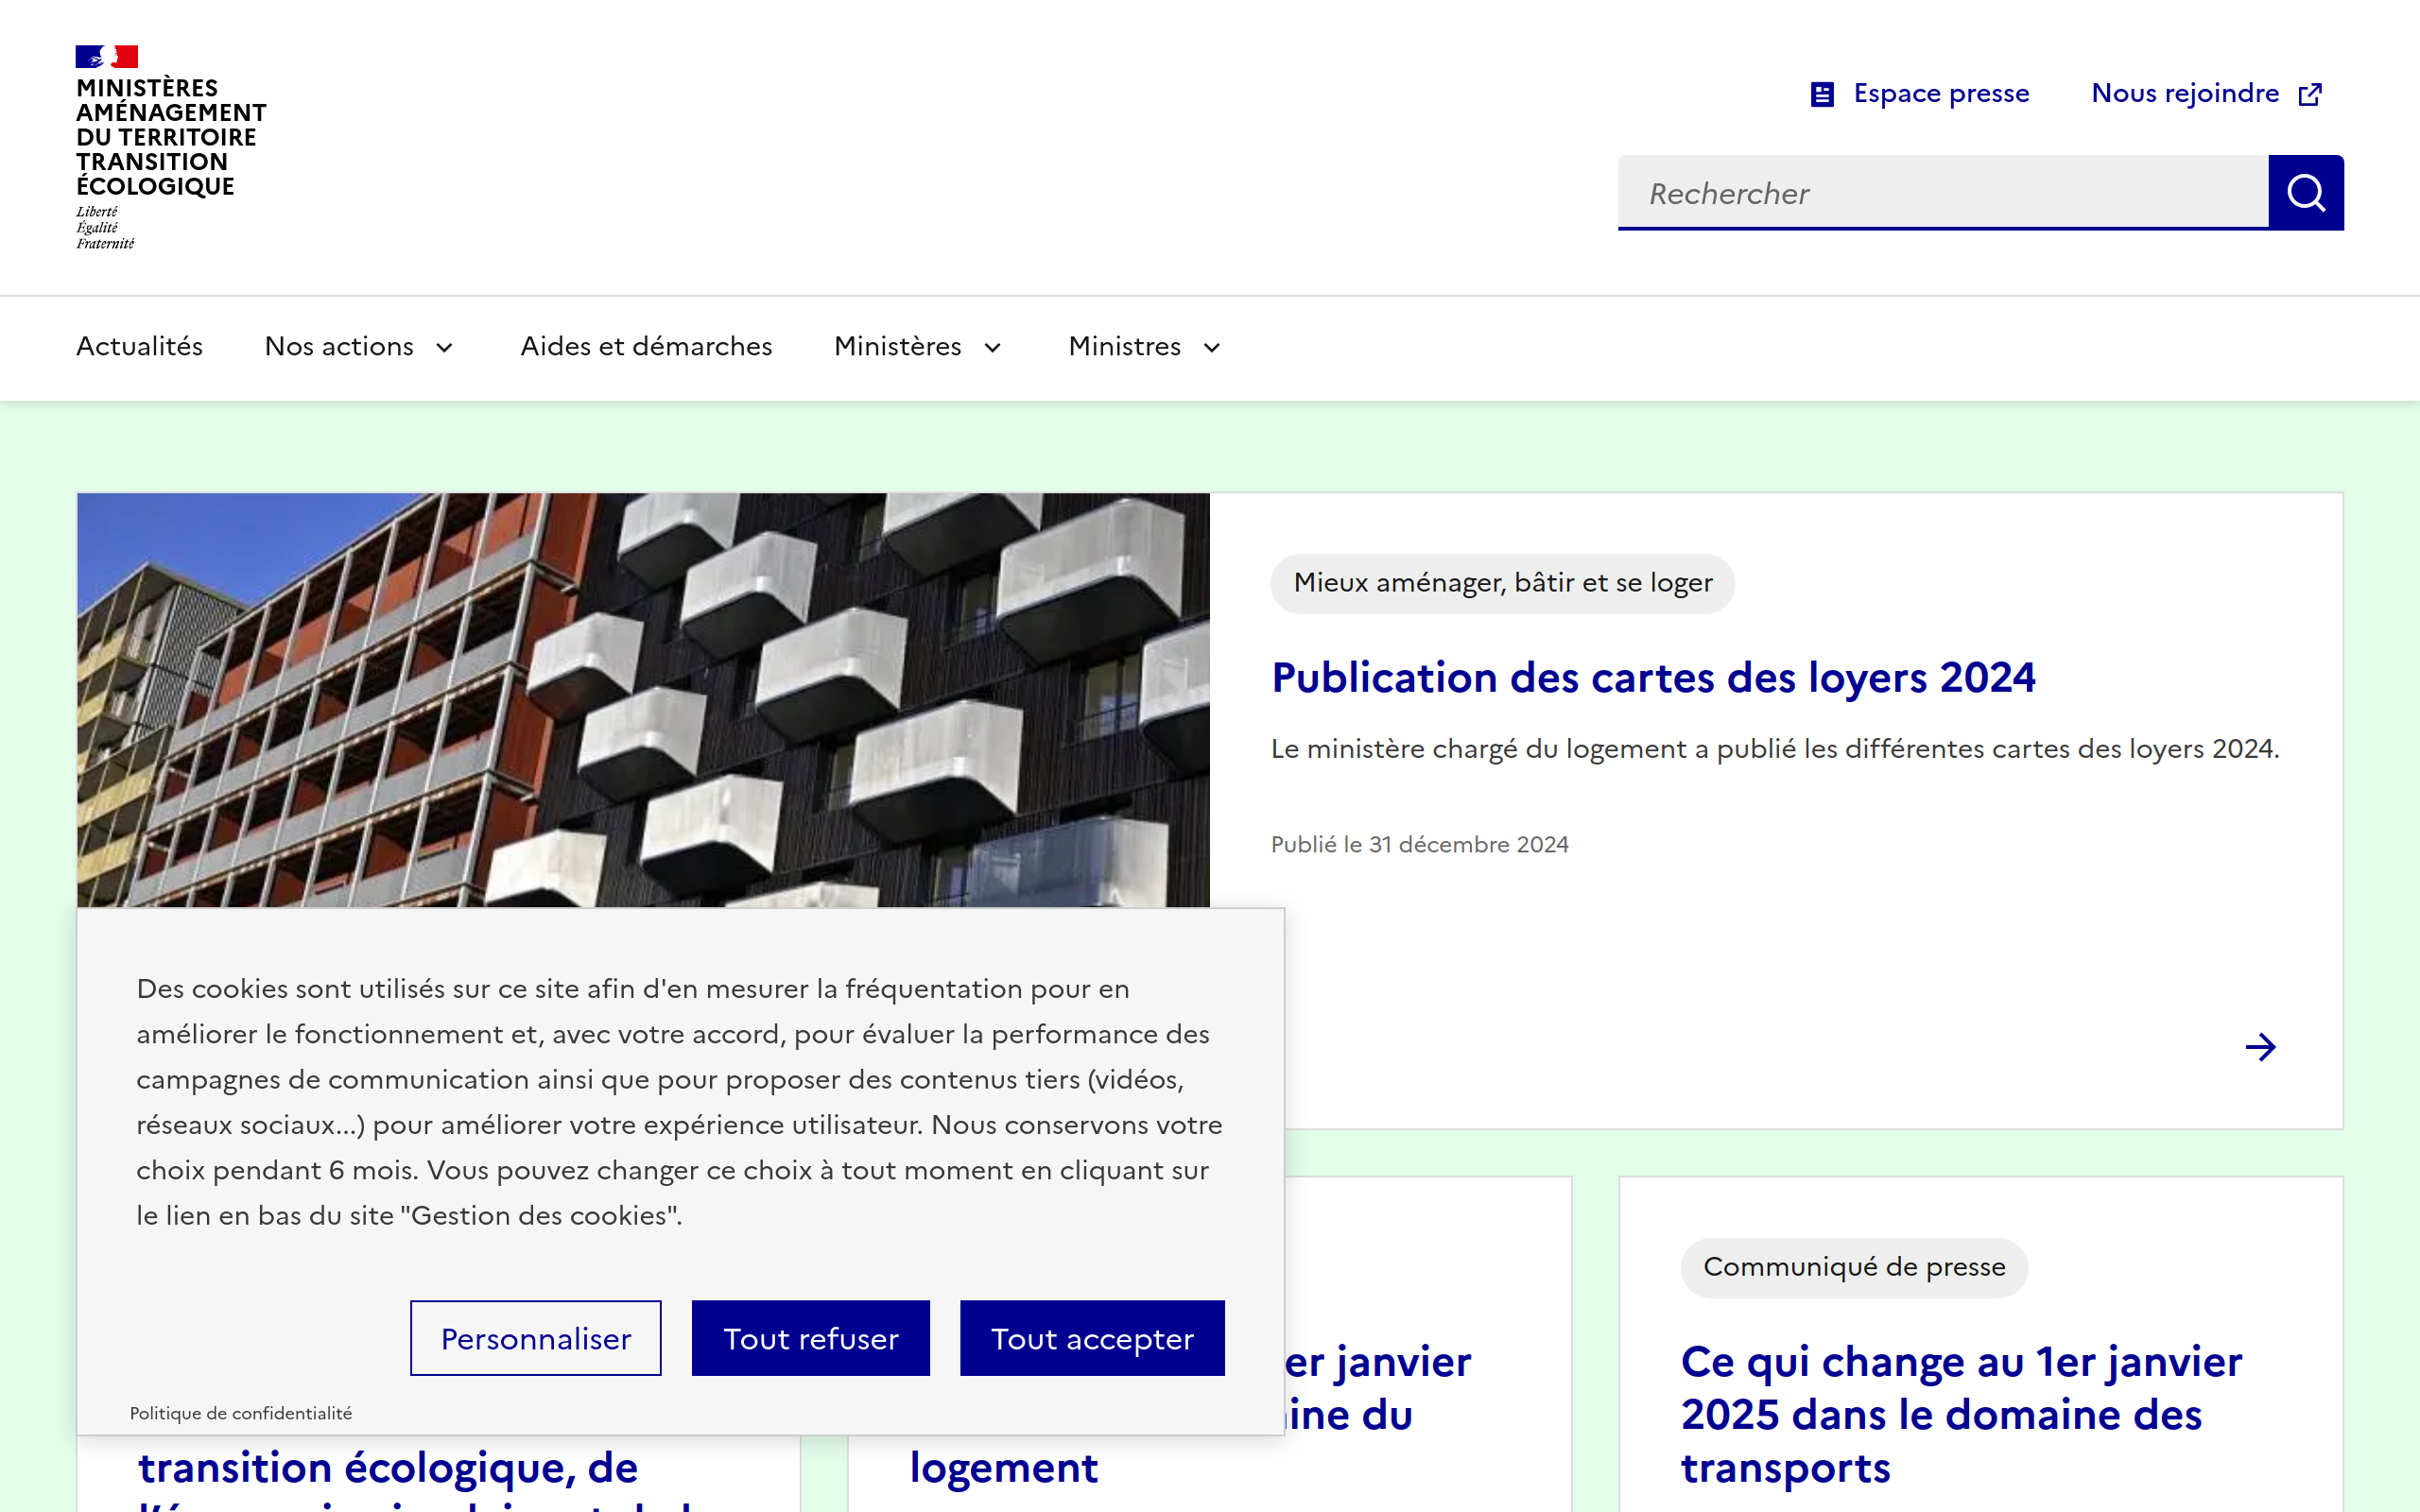 MINISTÈRES
AMÉNAGEMENT
DU TERRITOIRE
TRANSITION
ÉCOLOGIQUE
Liberté
Égalité
Fraternité
Espace presse
Nous rejoindre
Rechercher
Actualités
Nos actions
Aides et démarches
Ministères
Ministres
Mieux aménager, bâtir et se loger
Publication des cartes des loyers 2024
Le ministère chargé du logement a publié les différentes cartes des loyers 2024.
Publié le 31 décembre 2024
Des cookies sont utilisés sur ce site afin d'en mesurer la fréquentation pour en
améliorer le fonctionnement et, avec votre accord, pour évaluer la performance des
campagnes de communication ainsi que pour proposer des contenus tiers (vidéos,
réseaux sociaux...) pour améliorer votre expérience utilisateur. Nous conservons votre
choix pendant 6 mois. Vous pouvez changer ce choix à tout moment en cliquant sur
le lien en bas du site "Gestion des cookies".
Personnaliser
Tout refuser
Tout accepter
Politique de confidentialité
transition écologique, de
er janvier
du
logement
Communiqué de presse
Ce qui change au 1er janvier
2025 dans le domaine des
transports